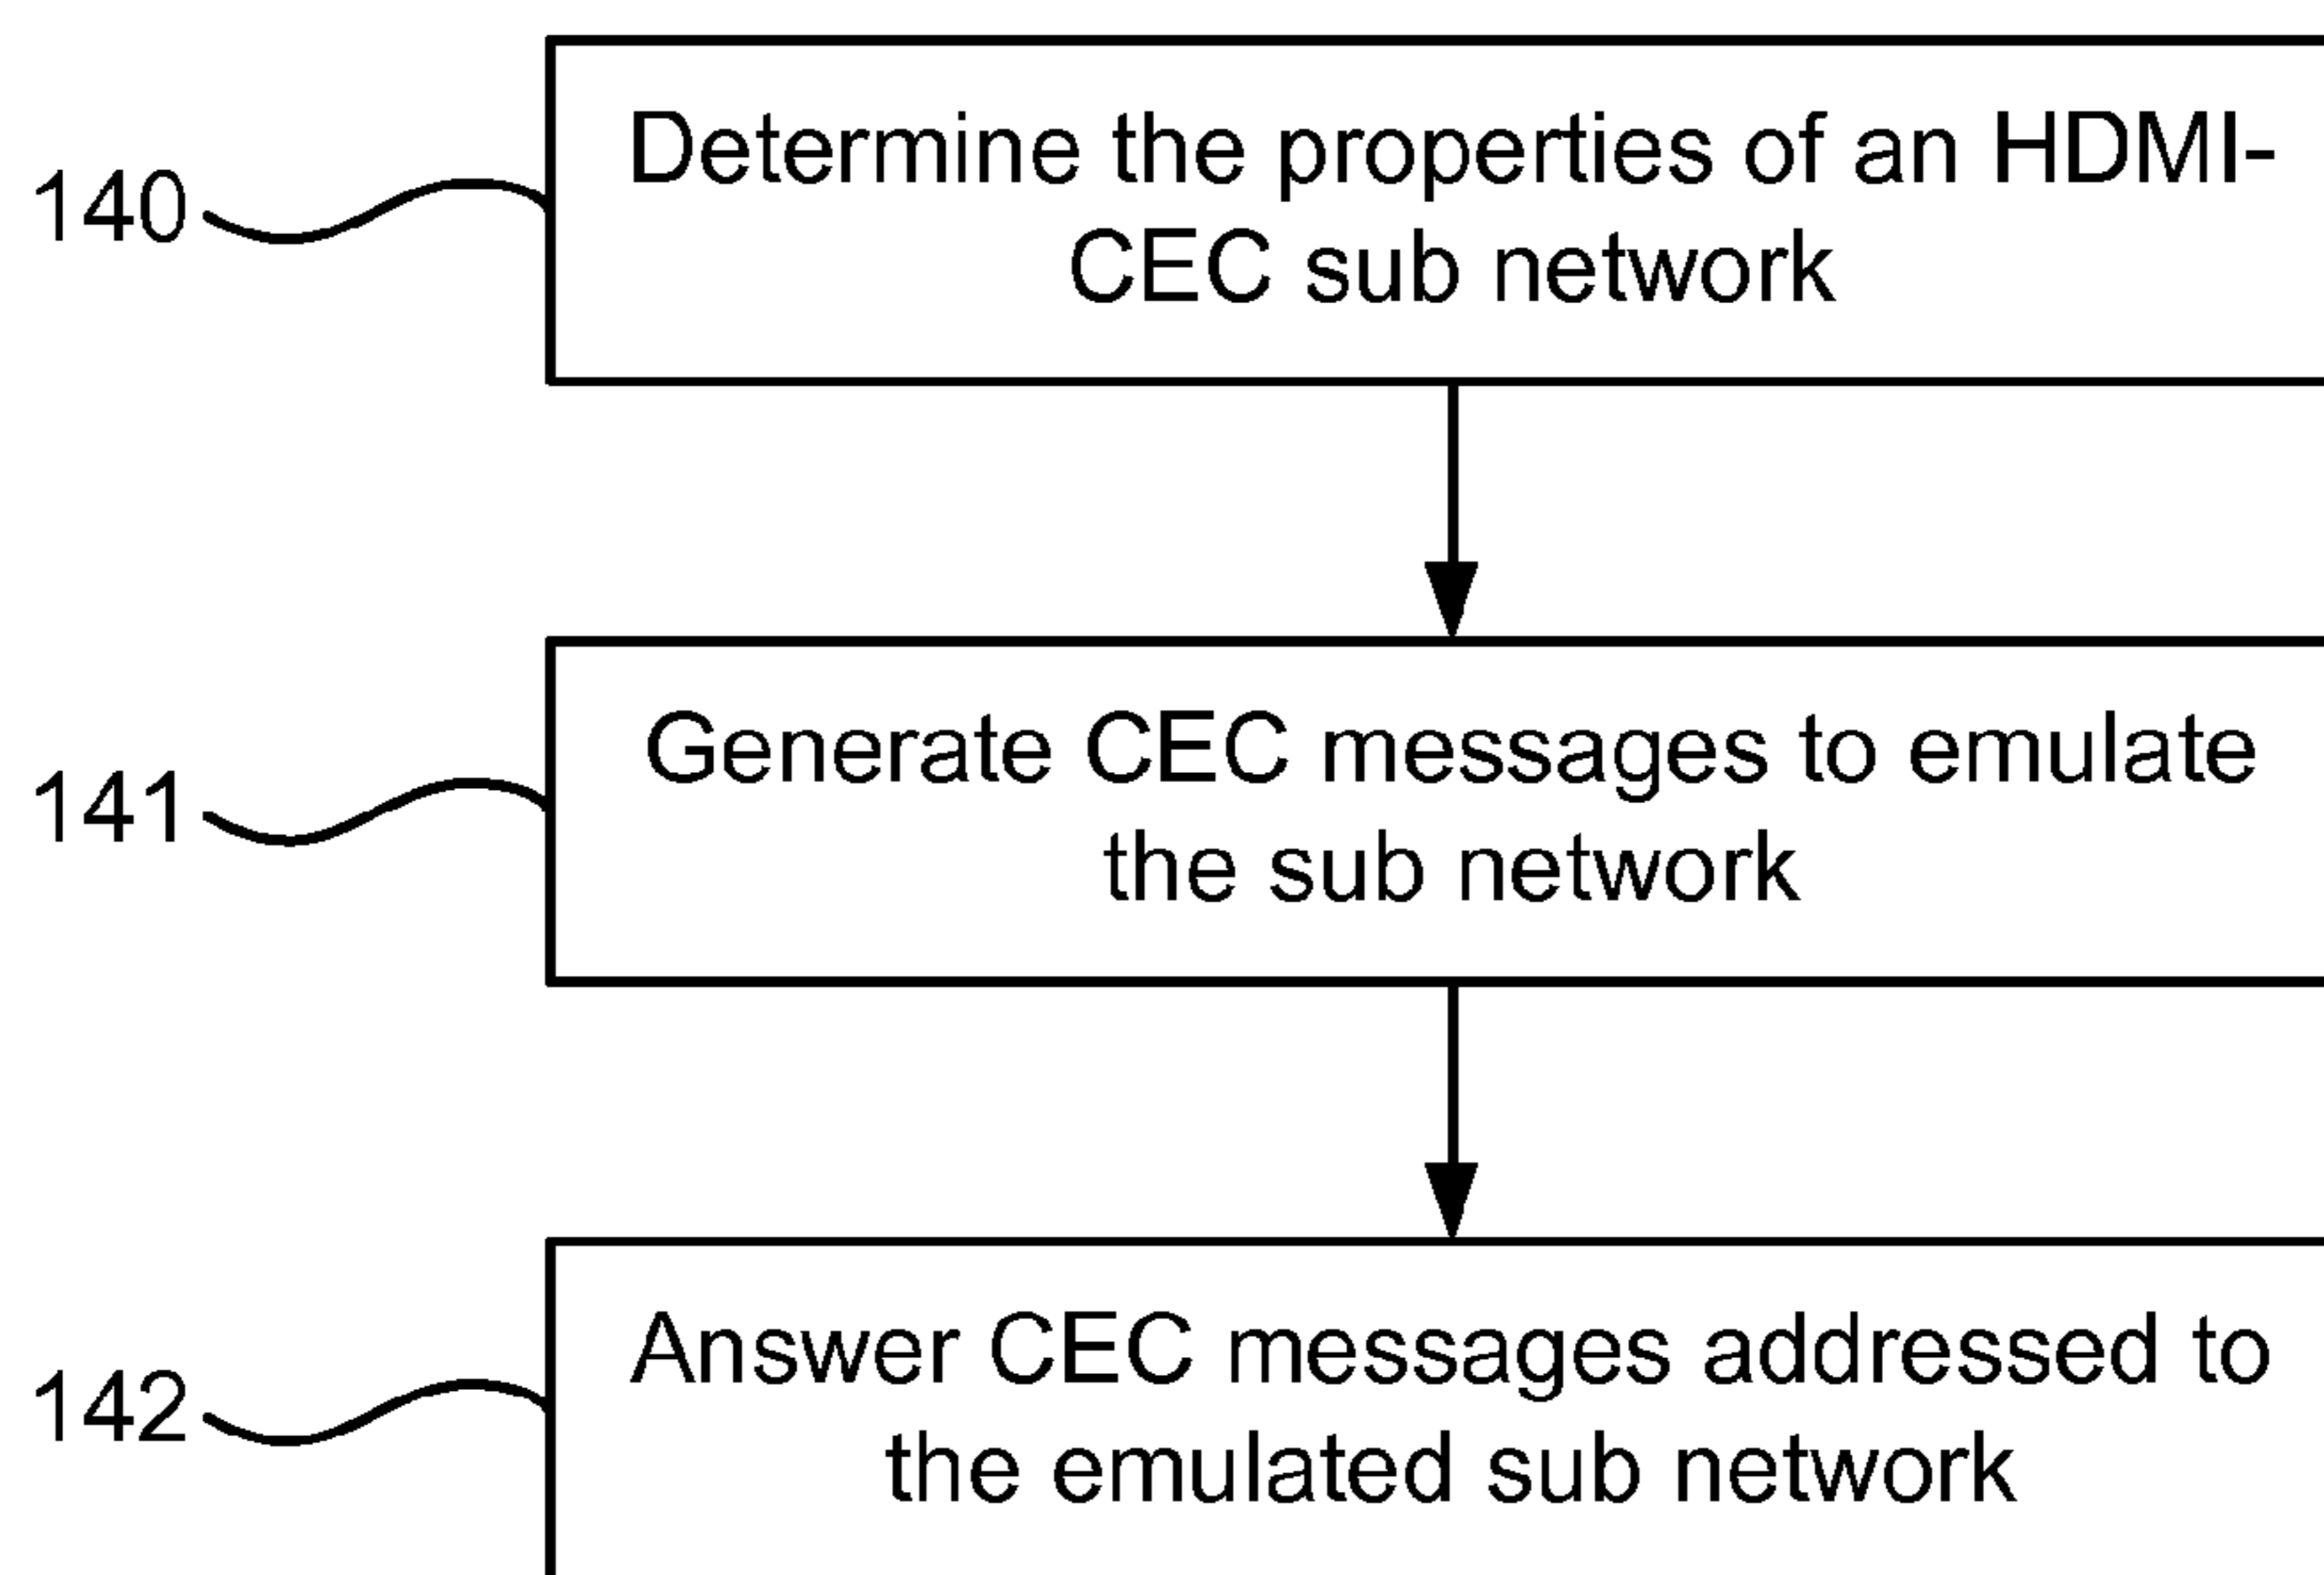 140
Determine the properties of an HDMI-
CEC sub network
141
Generate CEC messages to emulate
the sub network
142
Answer CEC messages addressed to
the emulated sub network